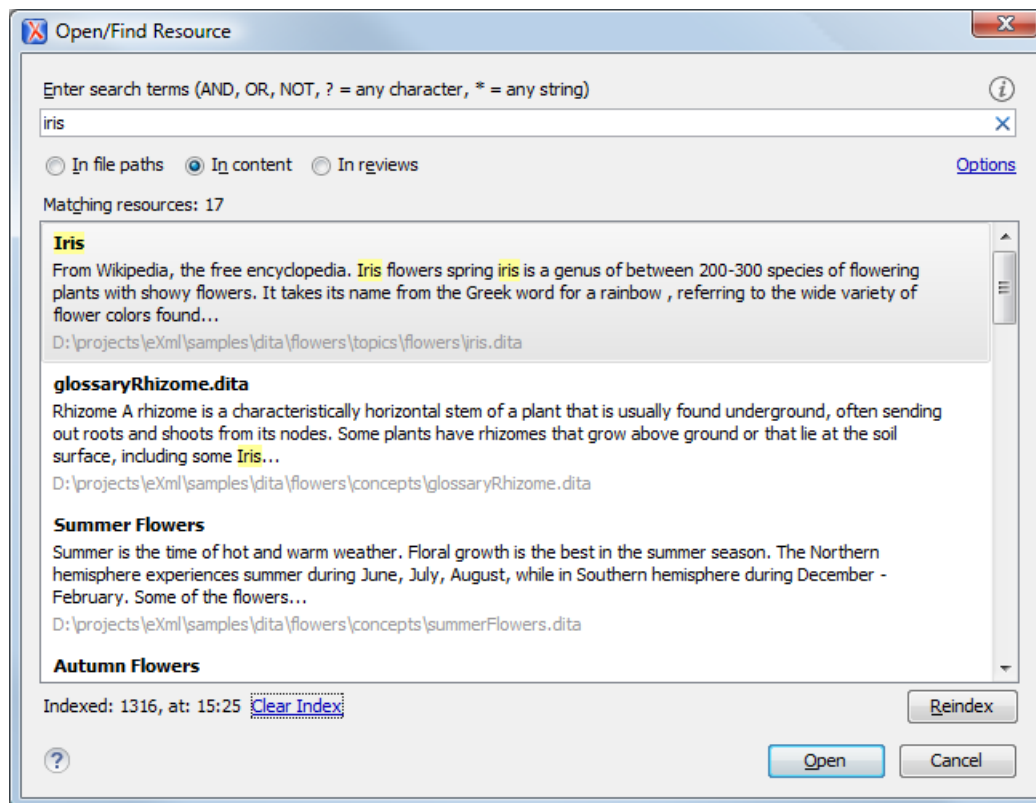 Open/Find Resource
Enter search terms (AND, OR, NOT, ? = any character, * = any string)
iris
In file paths In content In reviews Options
Matching resources: 17
Iris
From Wikipedia, the free encyclopedia. Iris flowers spring iris is a genus of between 200-300 species of flowering
plants with showy flowers. It takes its name from the Greek word for a rainbow , referring to the wide variety of
flower colors found...
D:\projects\eXml\samples\dita\flowers\topics\flowers\iris.dita
glossaryRhizome.dita
Rhizome A rhizome is a characteristically horizontal stem of a plant that is usually found underground, often sending
out roots and shoots from its nodes. Some plants have rhizomes that grow above ground or that lie at the soil
surface, including some Iris...
D:\projects\eXml\samples\dita\flowers\concepts\glossaryRhizome.dita
Summer Flowers
Summer is the time of hot and warm weather. Floral growth is the best in the summer season. The Northern
hemisphere experiences summer during June, July, August, while in Southern hemisphere during December -
February. Some of the flowers...
D:\projects\eXml\samples\dita\flowers\concepts\summerFlowers.dita
Autumn Flowers
Indexed: 1316, at: 15:25 Clear Index Reindex
? Open Cancel